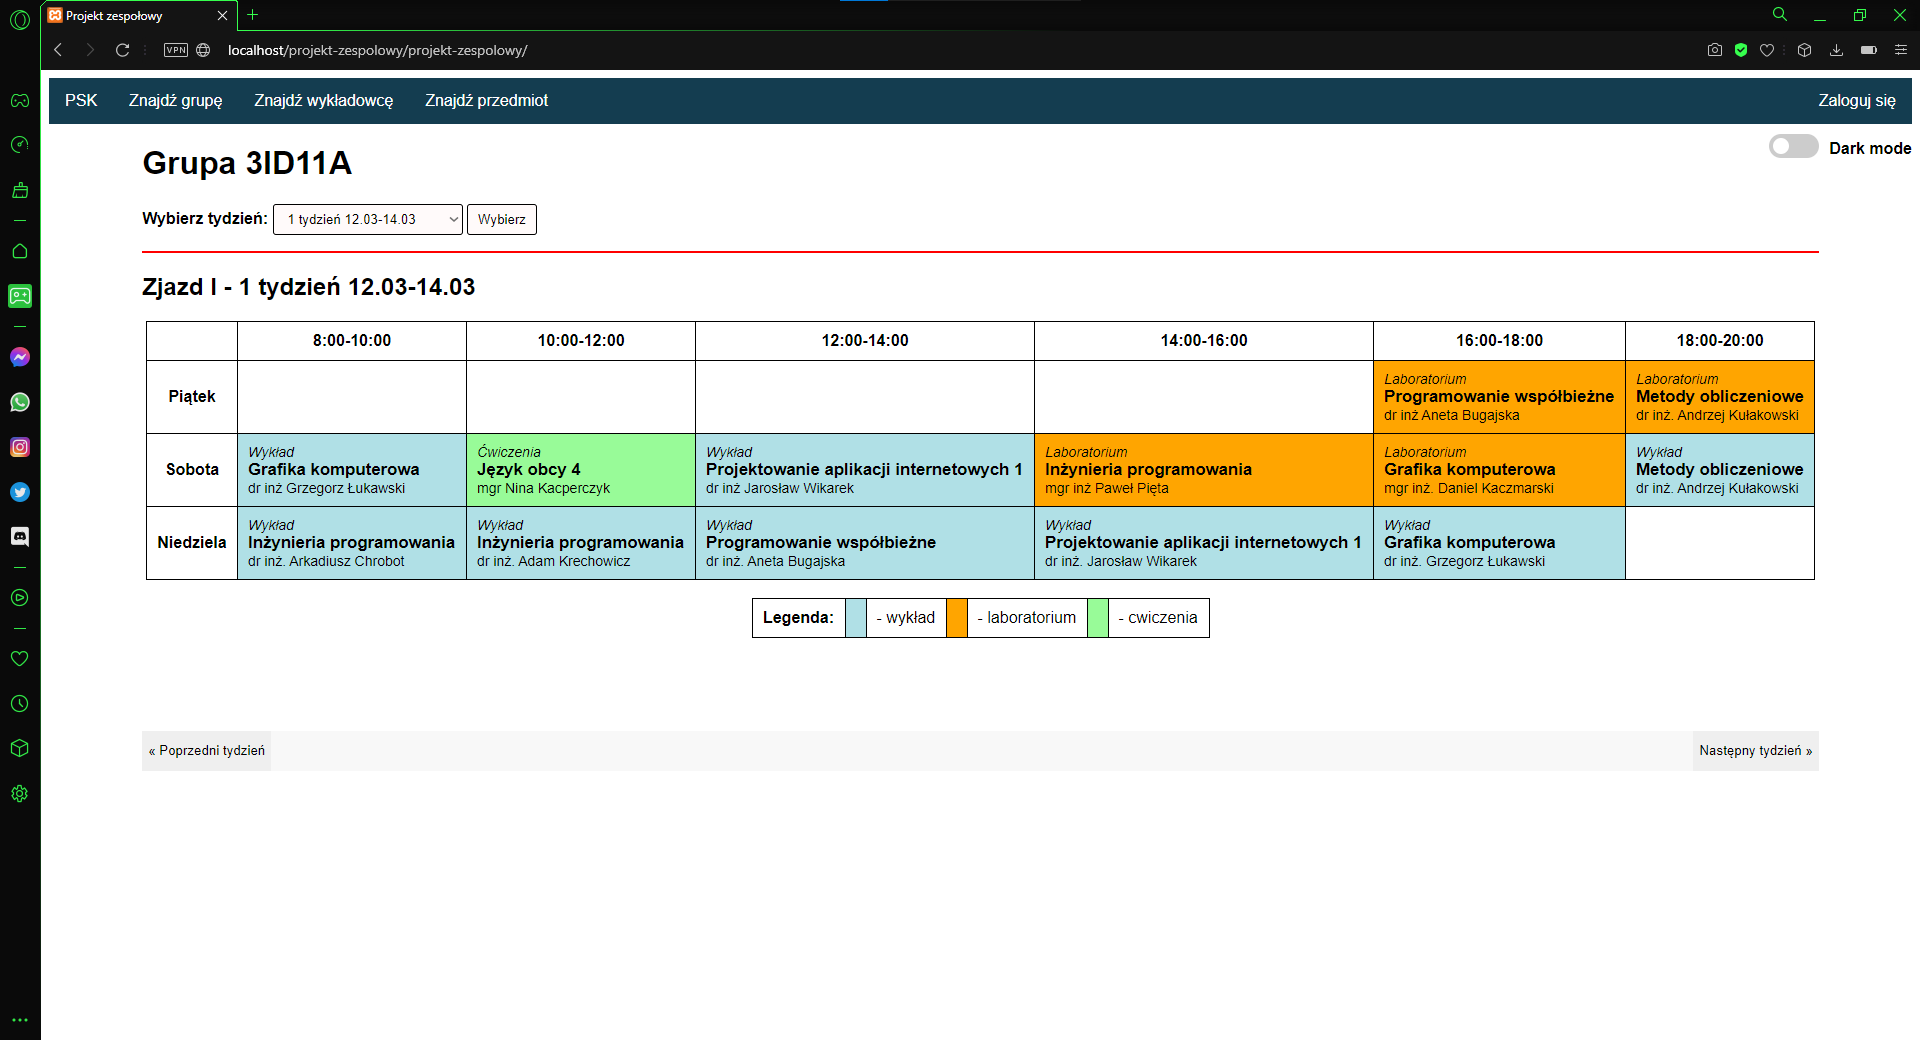 Projekt zespołowy
VPN
localhost/projekt-zespolowy/projekt-zespolowy/
PSK Znajdź grupę Znajdź wykładowcę Znajdź przedmiot Zaloguj się
Dark mode
Grupa 3ID11A
Wybierz tydzień: 1 tydzień 12.03-14.03 Wybierz
Zjazd I - 1 tydzień 12.03-14.03
8:00-10:00 10:00-12:00 12:00-14:00 14:00-16:00 16:00-18:00 18:00-20:00
Piątek
Laboratorium
Programowanie współbieżne
dr inż Aneta Bugajska
Laboratorium
Metody obliczeniowe
dr inż. Andrzej Kułakowski
Sobota
Wykład
Grafika komputerowa
dr inż Grzegorz Łukawski
Ćwiczenia
Język obcy 4
mgr Nina Kacperczyk
Wykład
Projektowanie aplikacji internetowych 1
dr inż Jarosław Wikarek
Laboratorium
Inżynieria programowania
mgr inż Paweł Pięta
Laboratorium
Grafika komputerowa
mgr inż. Daniel Kaczmarski
Wykład
Metody obliczeniowe
dr inż. Andrzej Kułakowski
Niedziela
Wykład
Inżynieria programowania
dr inż. Arkadiusz Chrobot
Wykład
Inżynieria programowania
dr inż. Adam Krechowicz
Wykład
Programowanie współbieżne
dr inż. Aneta Bugajska
Wykład
Projektowanie aplikacji internetowych 1
dr inż. Jarosław Wikarek
Wykład
Grafika komputerowa
dr inż. Grzegorz Łukawski
Legenda: - wykład - laboratorium - cwiczenia
« Poprzedni tydzień Następny tydzień »